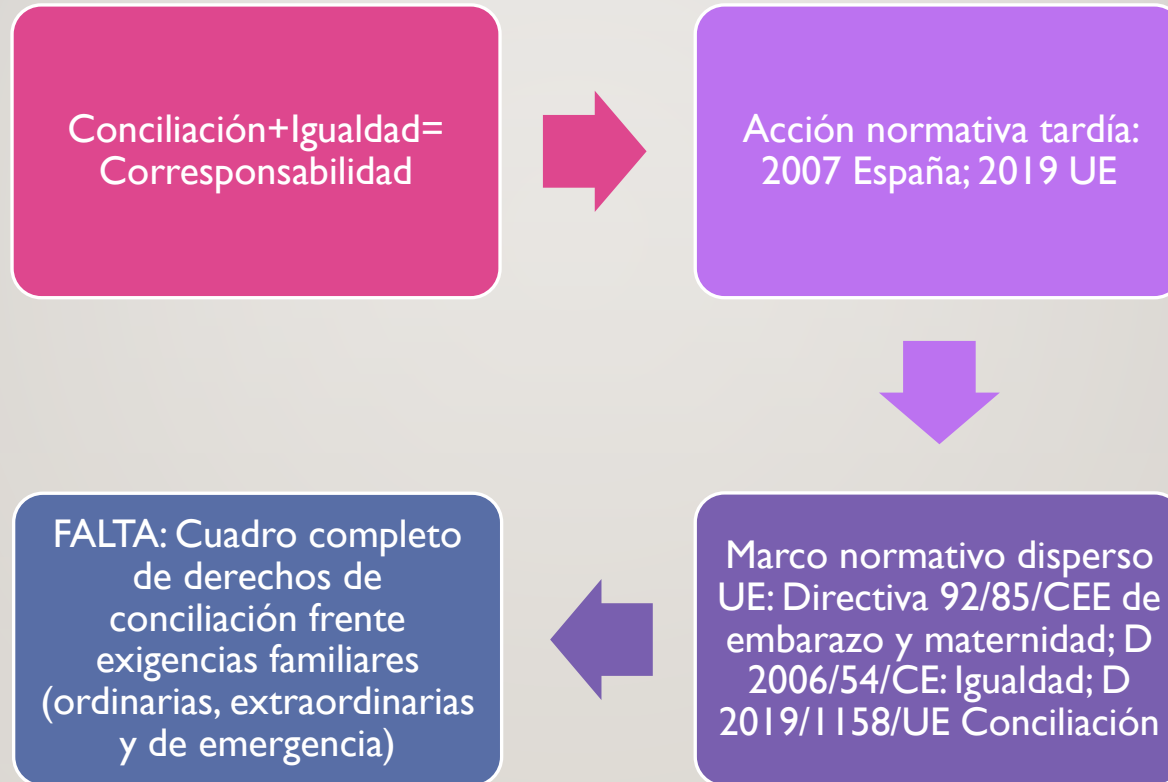 Conciliación+Igualdad=
Corresponsabilidad
Acción normativa tardía:
2007 España; 2019 UE
Marco normativo disperso
UE: Directiva 92/85/CEE de
embarazo y maternidad; D
2006/54/CE: Igualdad; D
2019/1158/UE Conciliación
FALTA: Cuadro completo
de derechos de
conciliación frente
exigencias familiares
(ordinarias, extraordinarias
y de emergencia)